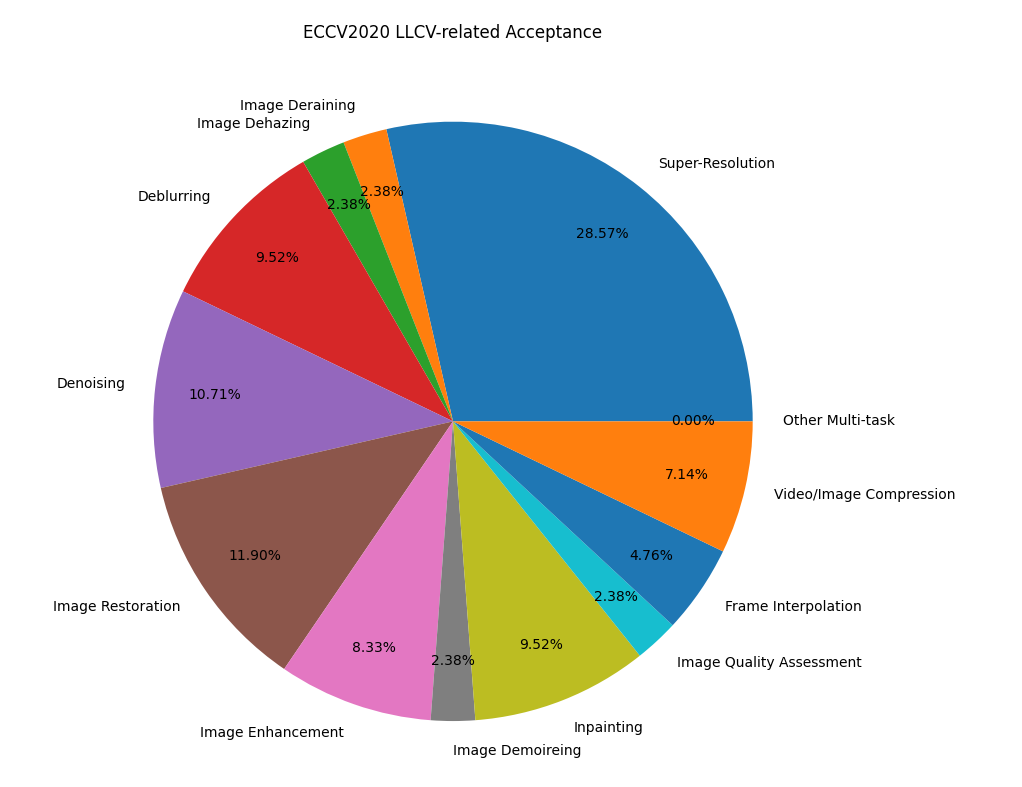 ECCV2020 LLCV-related Acceptance
Image Deraining
Image Dehazing
Super-Resolution
2.38%
Deblurring
2.38%
28.57%
9.52%
Denoising
10.71%
0.00%
Other Multi-task
7.14%
Video/Image Compression
11.90%
4.76%
2.38%
Image Restoration
Frame Interpolation
8.33%
9.52%
2.38%
Image Quality Assessment
Image Enhancement
Inpainting
Image Demoireing